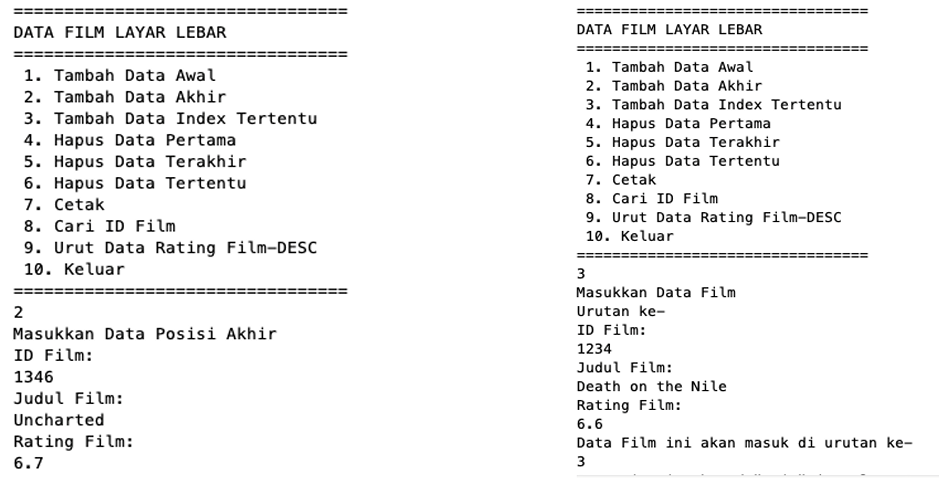 =================================
DATA FILM LAYAR LEBAR
=================================
1. Tambah Data Awal
2. Tambah Data Akhir
3. Tambah Data Index Tertentu
4. Hapus Data Pertama
5. Hapus Data Terakhir
6. Hapus Data Tertentu
7. Cetak
8. Cari ID Film
9. Urut Data Rating Film-DESC
10. Keluar
=================================
2
Masukkan Data Posisi Akhir
ID Film:
1346
Judul Film:
Uncharted
Rating Film:
6.7
=================================
DATA FILM LAYAR LEBAR
=================================
1. Tambah Data Awal
2. Tambah Data Akhir
3. Tambah Data Index Tertentu
4. Hapus Data Pertama
5. Hapus Data Terakhir
6. Hapus Data Tertentu
7. Cetak
8. Cari ID Film
9. Urut Data Rating Film-DESC
10. Keluar
=================================
3
Masukkan Data Film
Urutan ke-
ID Film:
1234
Judul Film:
Death on the Nile
Rating Film:
6.6
Data Film ini akan masuk di urutan ke-
3